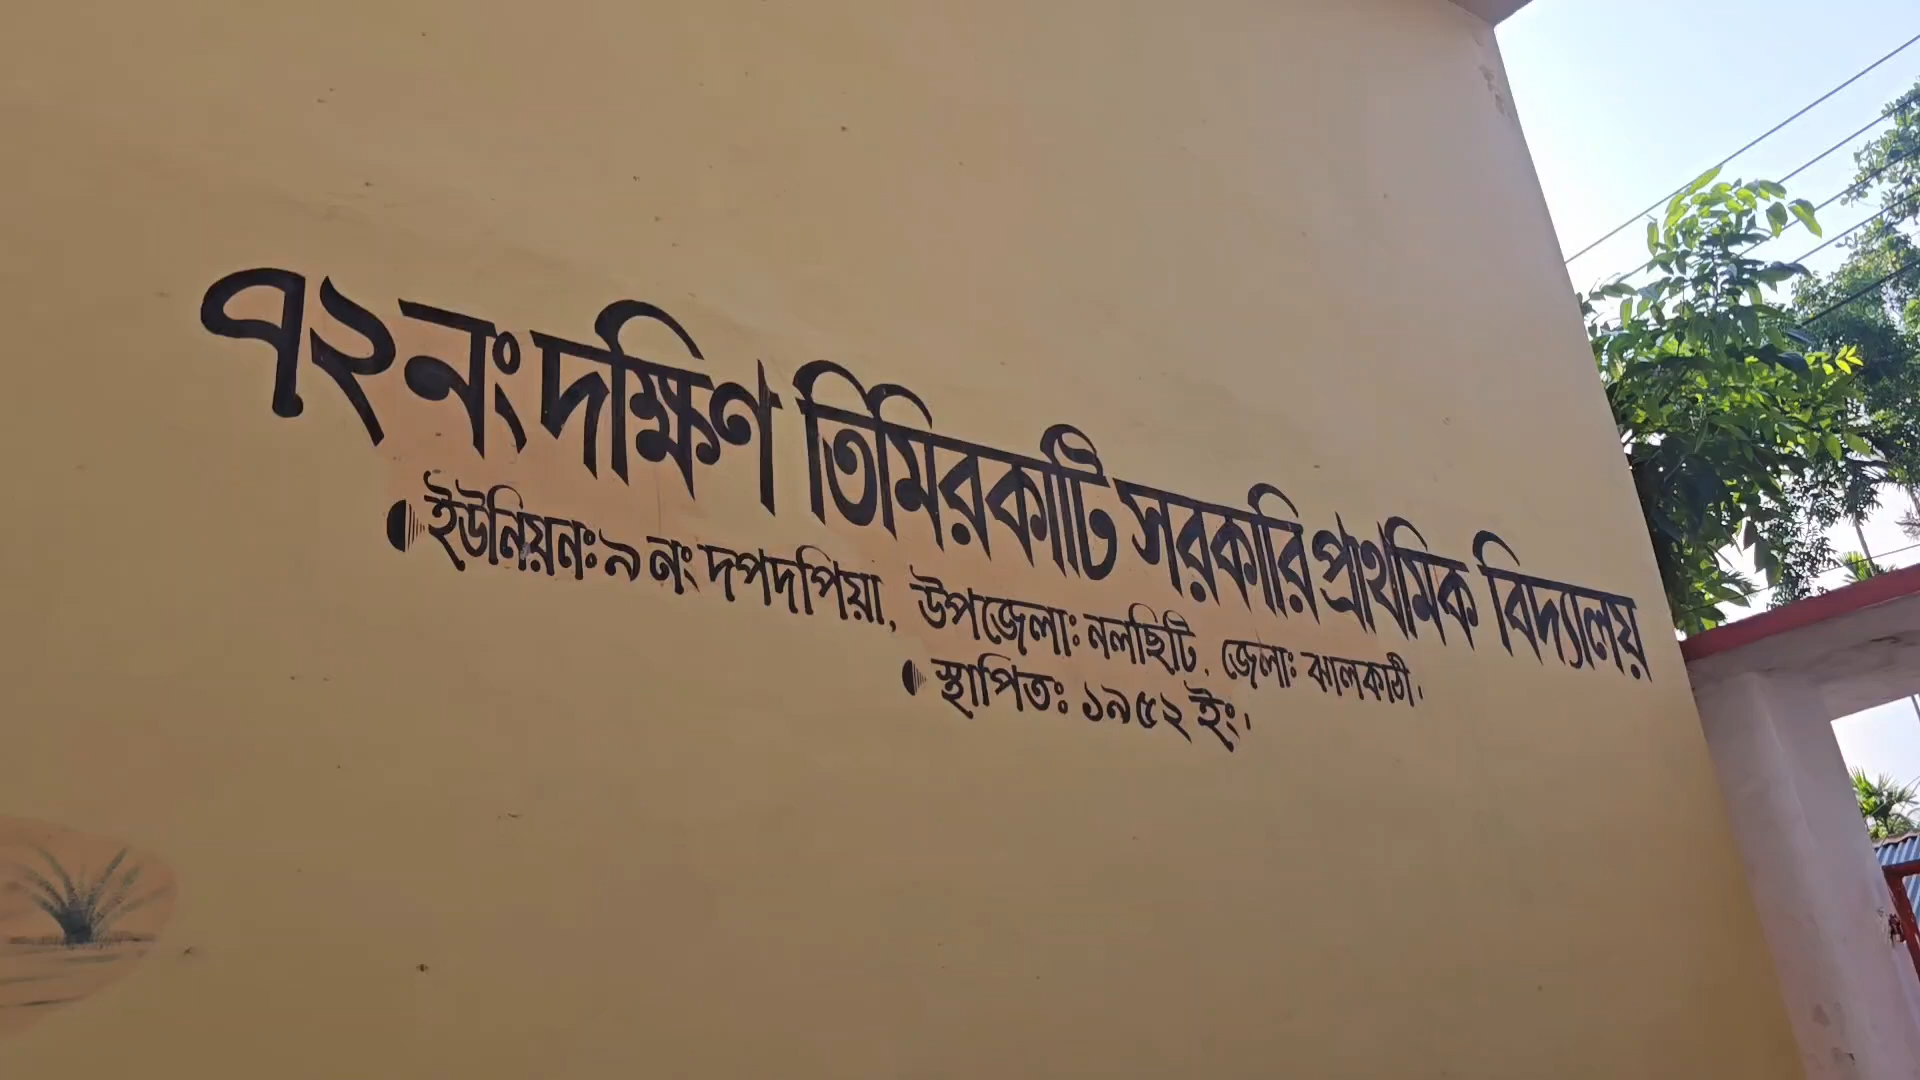 ৭২নং দক্ষিণ তিমিরকাটি সরকারি প্রাথমিক বিদ্যালয়
ইউনিয়নঃ ৯ নং দপদপিয়া, উপজেলাঃ নলছিটি, জেলাঃ ঝালকাঠী।
স্থাপিতঃ ১৯৫২ ইং।